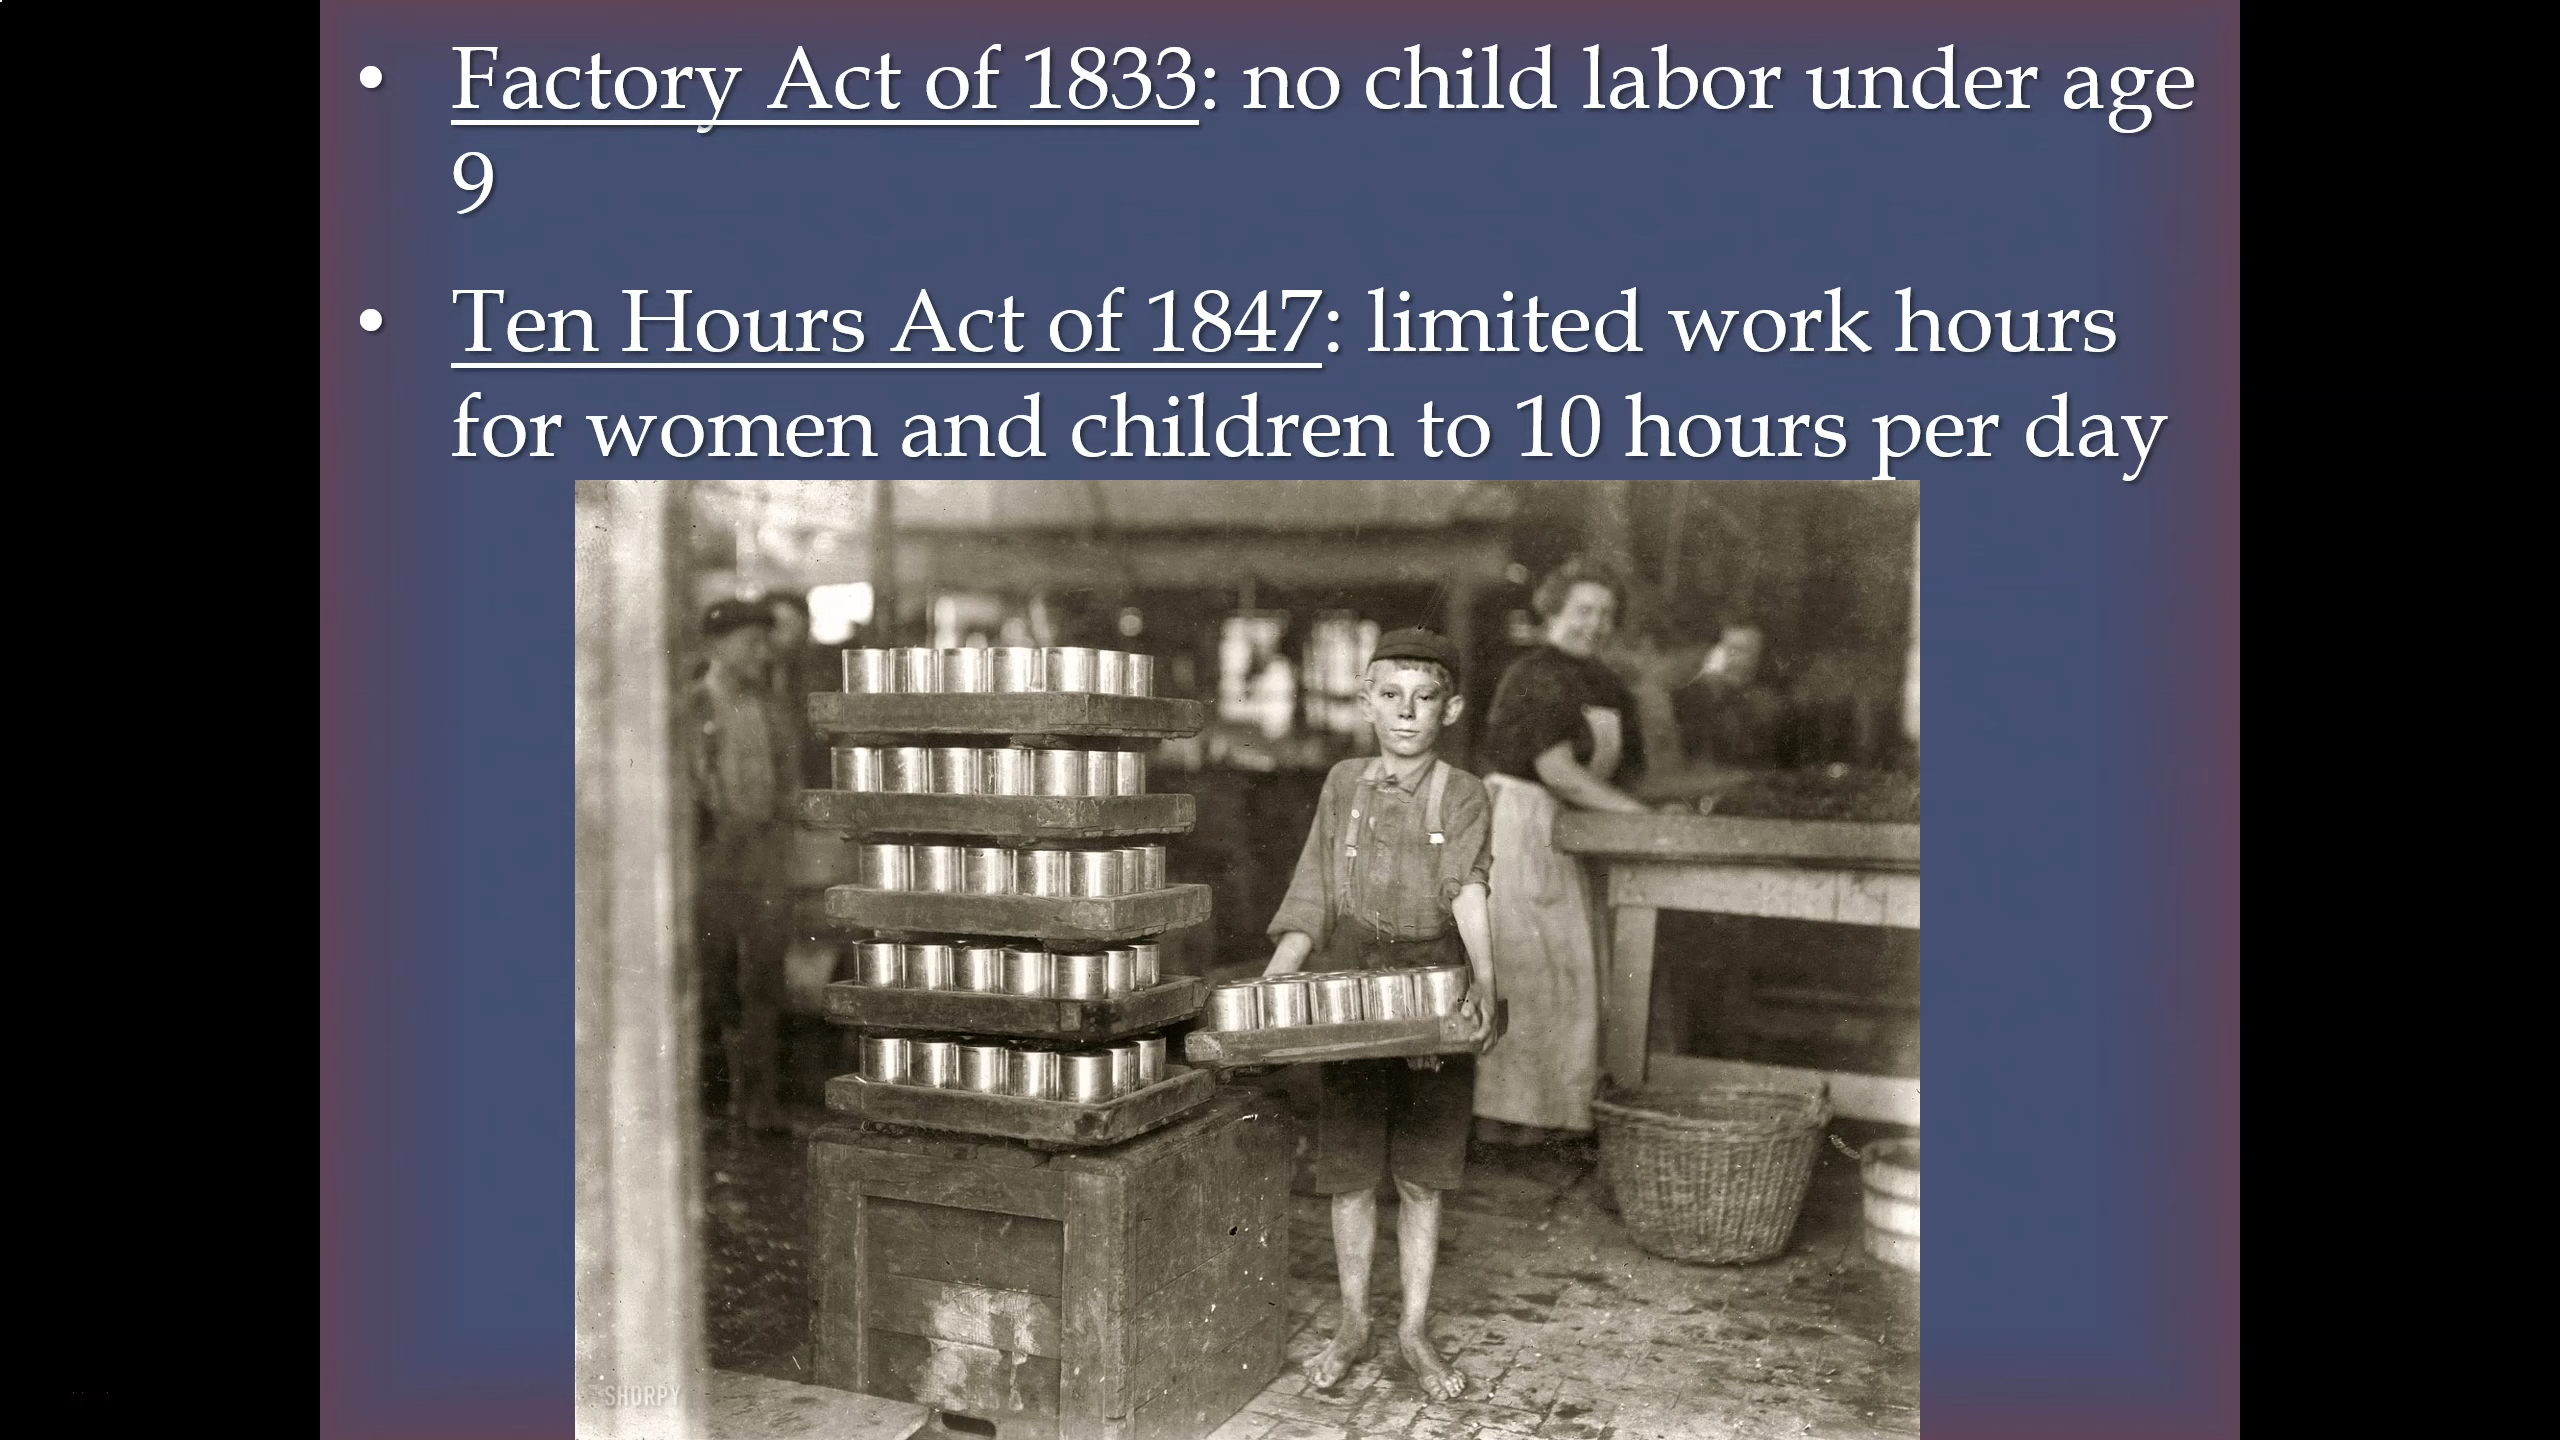 • Factory Act of 1833: no child labor under age
9
• Ten Hours Act of 1847: limited work hours
for women and children to 10 hours per day
SHORPY